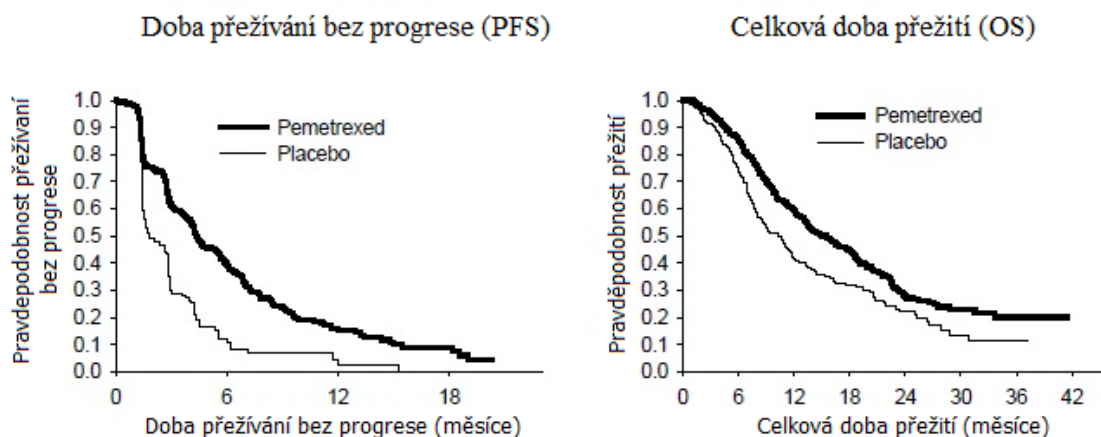 Doba přežívání bez progrese (PFS)
Pravdepodobnost přežívaní
bez progrese
1.0
0.9
0.8
0.7
0.6
0.5
0.4
0.3
0.2
0.1
0.0
Pemetrexed
Placebo
0 6 12 18
Doba přežívání bez progrese (měsíce)
Celková doba přežití (OS)
Pravděpodobnost přežití
1.0
0.9
0.8
0.7
0.6
0.5
0.4
0.3
0.2
0.1
0.0
Pemetrexed
Placebo
0 6 12 18 24 30 36 42
Celková doba přežití (měsíce)